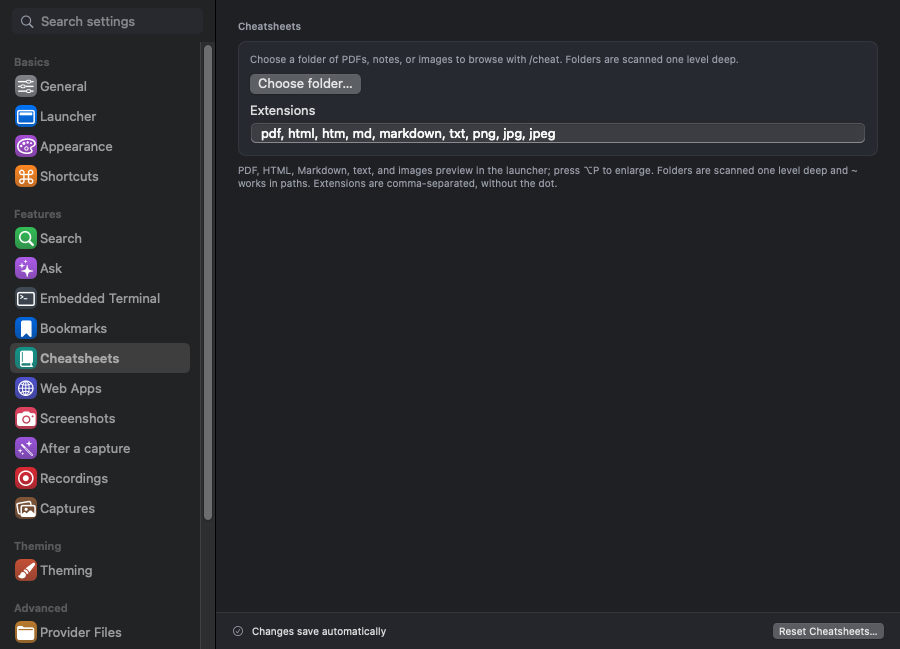 Search settings
Basics
General
Launcher
Appearance
Shortcuts
Features
Search
Ask
Embedded Terminal
Bookmarks
Cheatsheets
Web Apps
Screenshots
After a capture
Recordings
Captures
Theming
Theming
Advanced
Provider Files
Cheatsheets
Choose a folder of PDFs, notes, or images to browse with /cheat. Folders are scanned one level deep.
Choose folder...
Extensions
pdf, html, htm, md, markdown, txt, png, jpg, jpeg
PDF, HTML, Markdown, text, and images preview in the launcher; press ⌥P to enlarge. Folders are scanned one level deep and ~
works in paths. Extensions are comma-separated, without the dot.
Changes save automatically
Reset Cheatsheets...